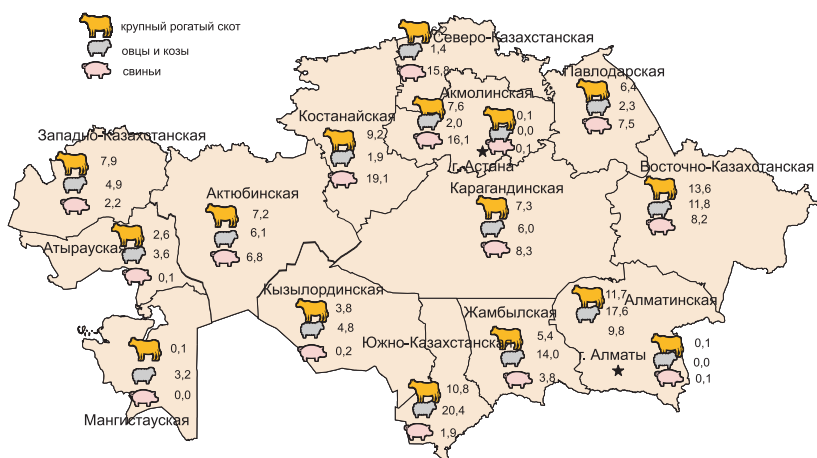 крупный рогатый скот
овцы и козы
свиньи
Северо-Казахстанская
6,2
1,4
15,8
Павлодарская
6,4
2,3
7,5
Акмолинская
7,6
2,0
16,1
0,1
0,0
0,1
г. Астана
Костанайская
9,2
1,9
19,1
Западно-Казахстанская
7,9
4,9
2,2
Восточно-Казахстанская
13,6
11,8
8,2
Актюбинская
7,2
6,1
6,8
Карагандинская
7,3
6,0
8,3
Атырауская
2,6
3,6
0,1
Кызылординская
3,8
4,8
0,2
Алматинская
11,7
17,6
9,8
Жамбылская
5,4
14,0
3,8
Южно-Казахстанская
10,8
20,4
1,9
г. Алматы
0,1
0,0
0,1
0,1
3,2
0,0
Мангистауская